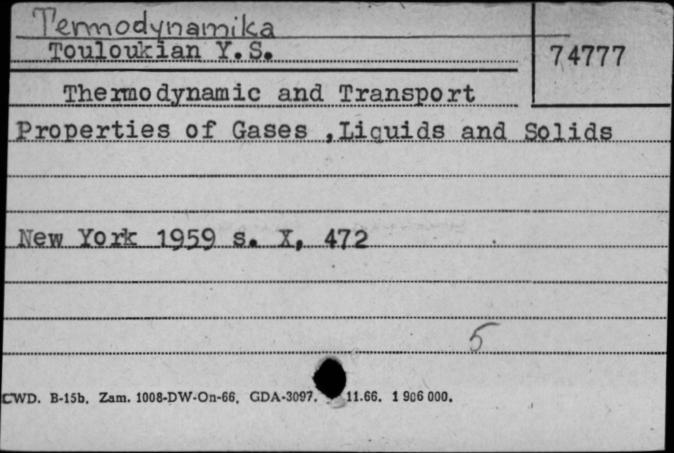 Termodynamika
Touloukian Y.S.
74777
Thermodynamic and Transport
Properties of Gases ,Liquids and Solids
New York 1959 s. X, 472
5
CWD. B-15b. Zam. 1008-DW-On-66. GDA-3097. 11.66. 1 906 000.